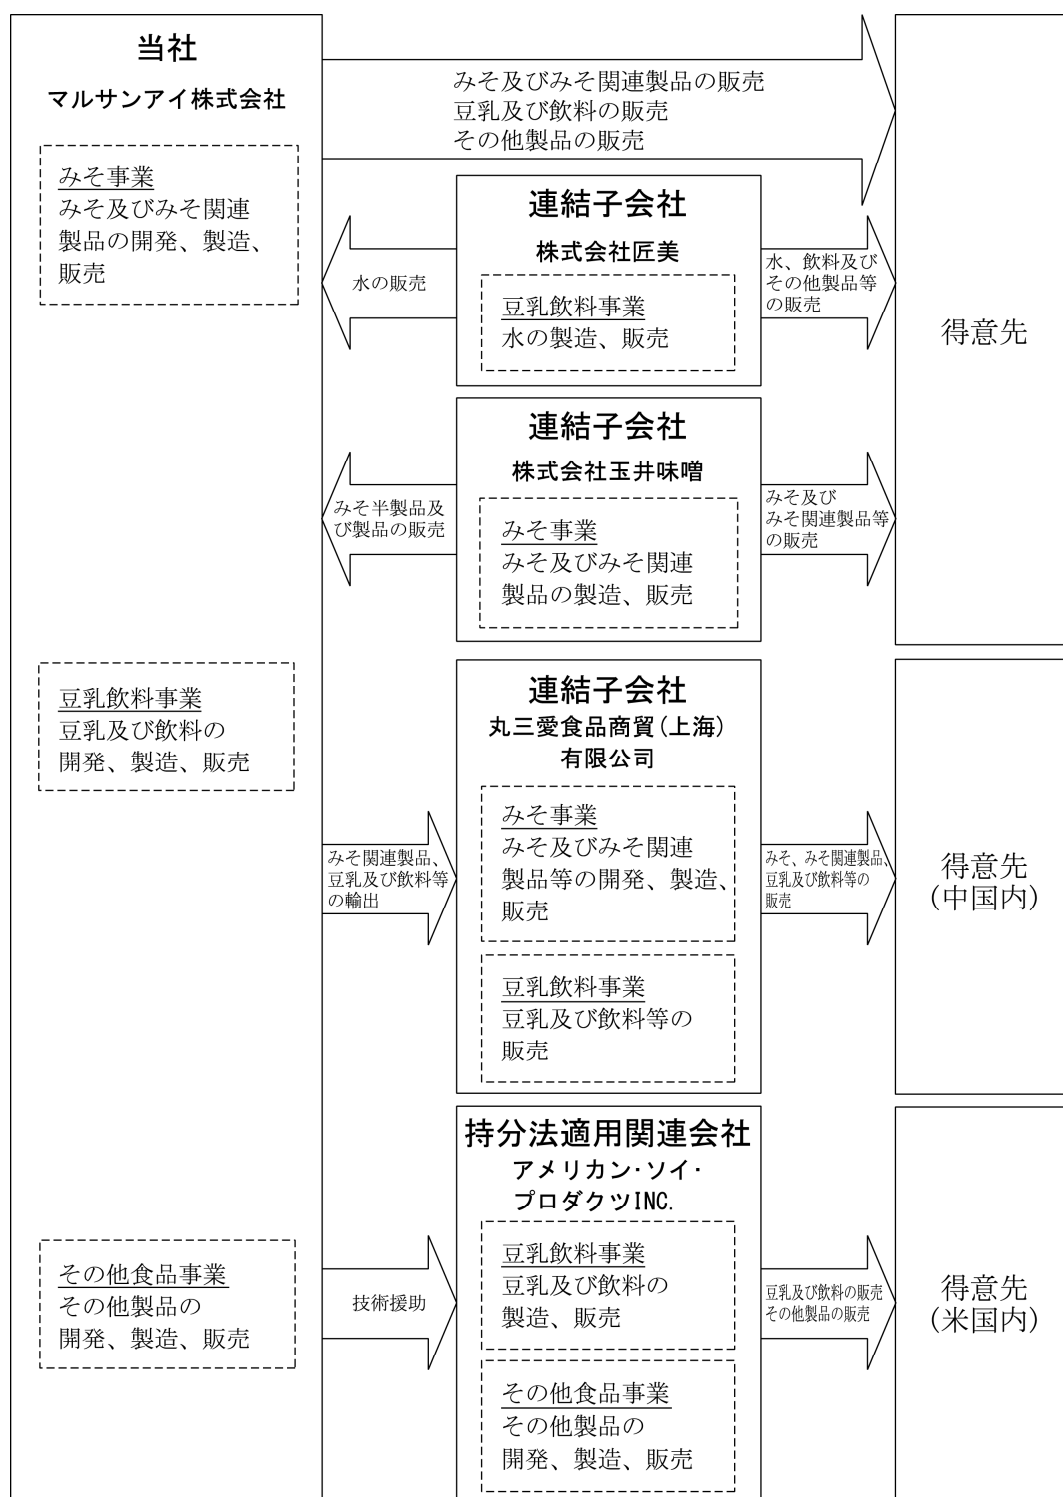 当社
マルサンアイ株式会社
みそ事業
みそ及びみそ関連
製品の開発、製造、
販売
豆乳飲料事業
豆乳及び飲料の
開発、製造、販売
その他食品事業
その他製品の
開発、製造、販売
みそ及びみそ関連製品の販売
豆乳及び飲料の販売
その他製品の販売
水の販売
連結子会社
株式会社匠美
豆乳飲料事業
水の製造、販売
水、飲料及び
その他製品等
の販売
得意先
みそ半製品及
び製品の販売
連結子会社
株式会社玉井味噌
みそ事業
みそ及びみそ関連
製品の製造、販売
みそ及び
みそ関連製品等
の販売
みそ関連製品、
豆乳及び飲料等
の輸出
連結子会社
丸三愛食品商貿(上海)
有限公司
みそ事業
みそ及びみそ関連
製品等の開発、製造、
販売
豆乳飲料事業
豆乳及び飲料等の
販売
みそ、みそ関連製品、
豆乳及び飲料等の
販売
得意先
(中国内)
技術援助
持分法適用関連会社
アメリカン・ソイ・
プロダクツINC.
豆乳飲料事業
豆乳及び飲料の
製造、販売
その他食品事業
その他製品の
開発、製造、販売
豆乳及び飲料の販売
その他製品の販売
得意先
(米国内)